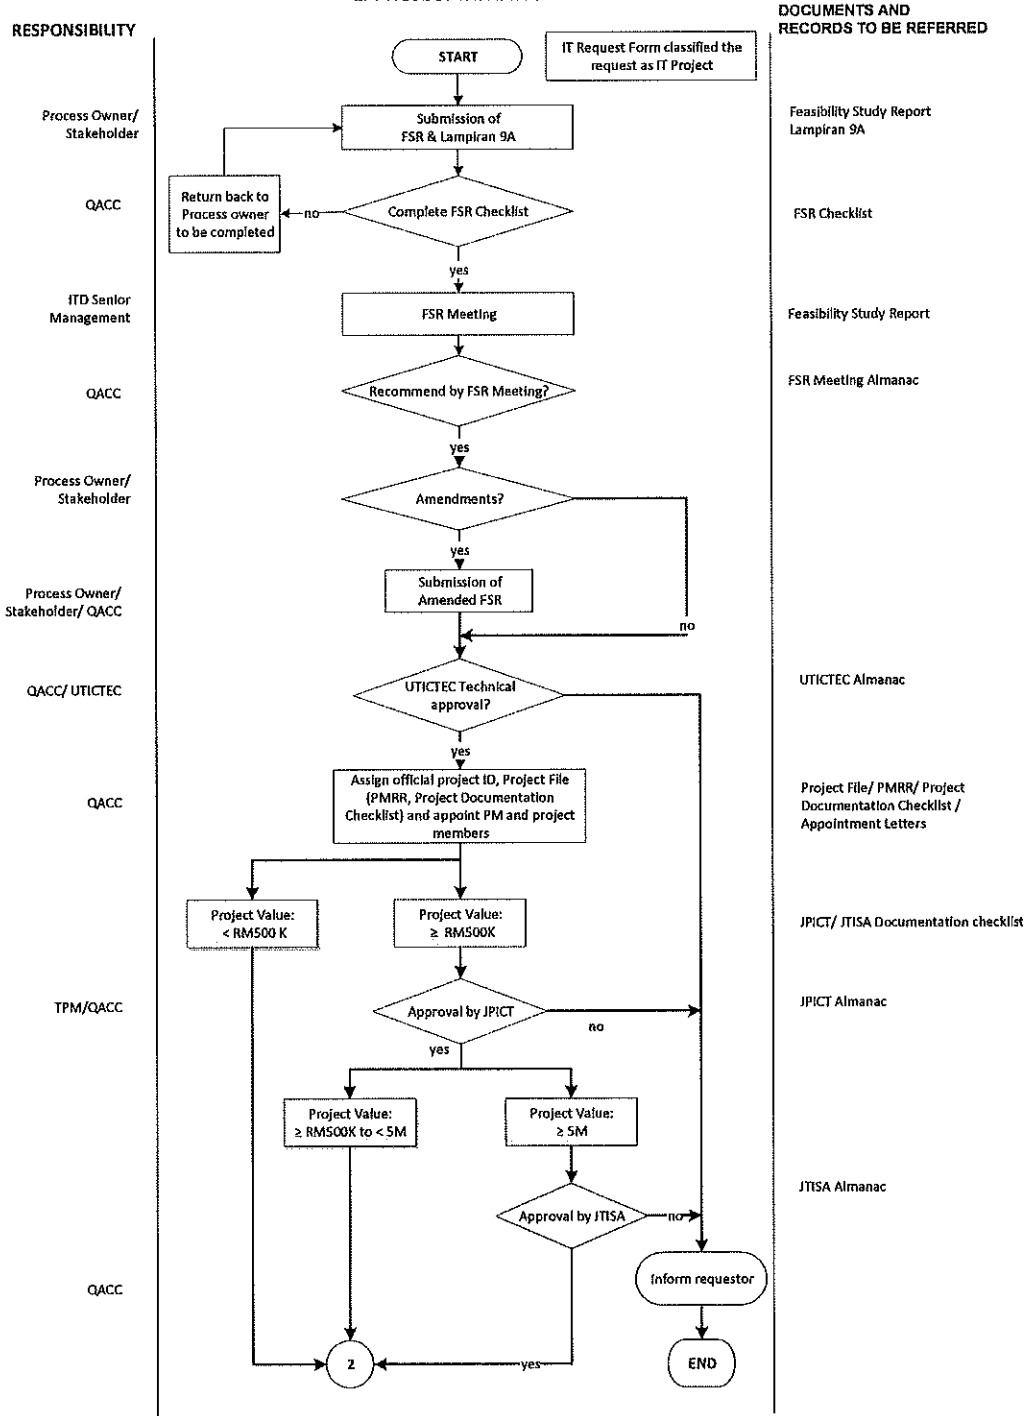 DOCUMENTS AND
RECORDS TO BE REFERRED
RESPONSIBILITY
START
IT Request Form classified the
request as IT Project
Process Owner/
Stakeholder
Submission of
FSR & Lampiran 9A
Feasibility Study Report
Lampiran 9A
QACC
Return back to
Process owner
to be completed
no
Complete FSR Checklist
FSR Checklist
yes
ITD Senior
Management
FSR Meeting
Feasibility Study Report
QACC
Recommend by FSR Meeting?
FSR Meeting Almanac
yes
Process Owner/
Stakeholder
Amendments?
yes
Process Owner/
Stakeholder/ QACC
Submission of
Amended FSR
no
QACC/ UTICTEC
UTICTEC Technical
approval?
UTICTEC Almanac
yes
QACC
Assign official project ID, Project File
(PMRR, Project Documentation
Checklist) and appoint PM and project
members
Project File/ PMRR/ Project
Documentation Checklist /
Appointment Letters
Project Value:
< RM500 K
Project Value:
≥ RM500K
JPICT/ JTISA Documentation checklist
TPM/QACC
Approval by JPICT
no
JPICT Almanac
yes
Project Value:
≥ RM500K to < 5M
Project Value:
≥ 5M
JTISA Almanac
Approval by JTISA
no
QACC
Inform requestor
2
yes
END